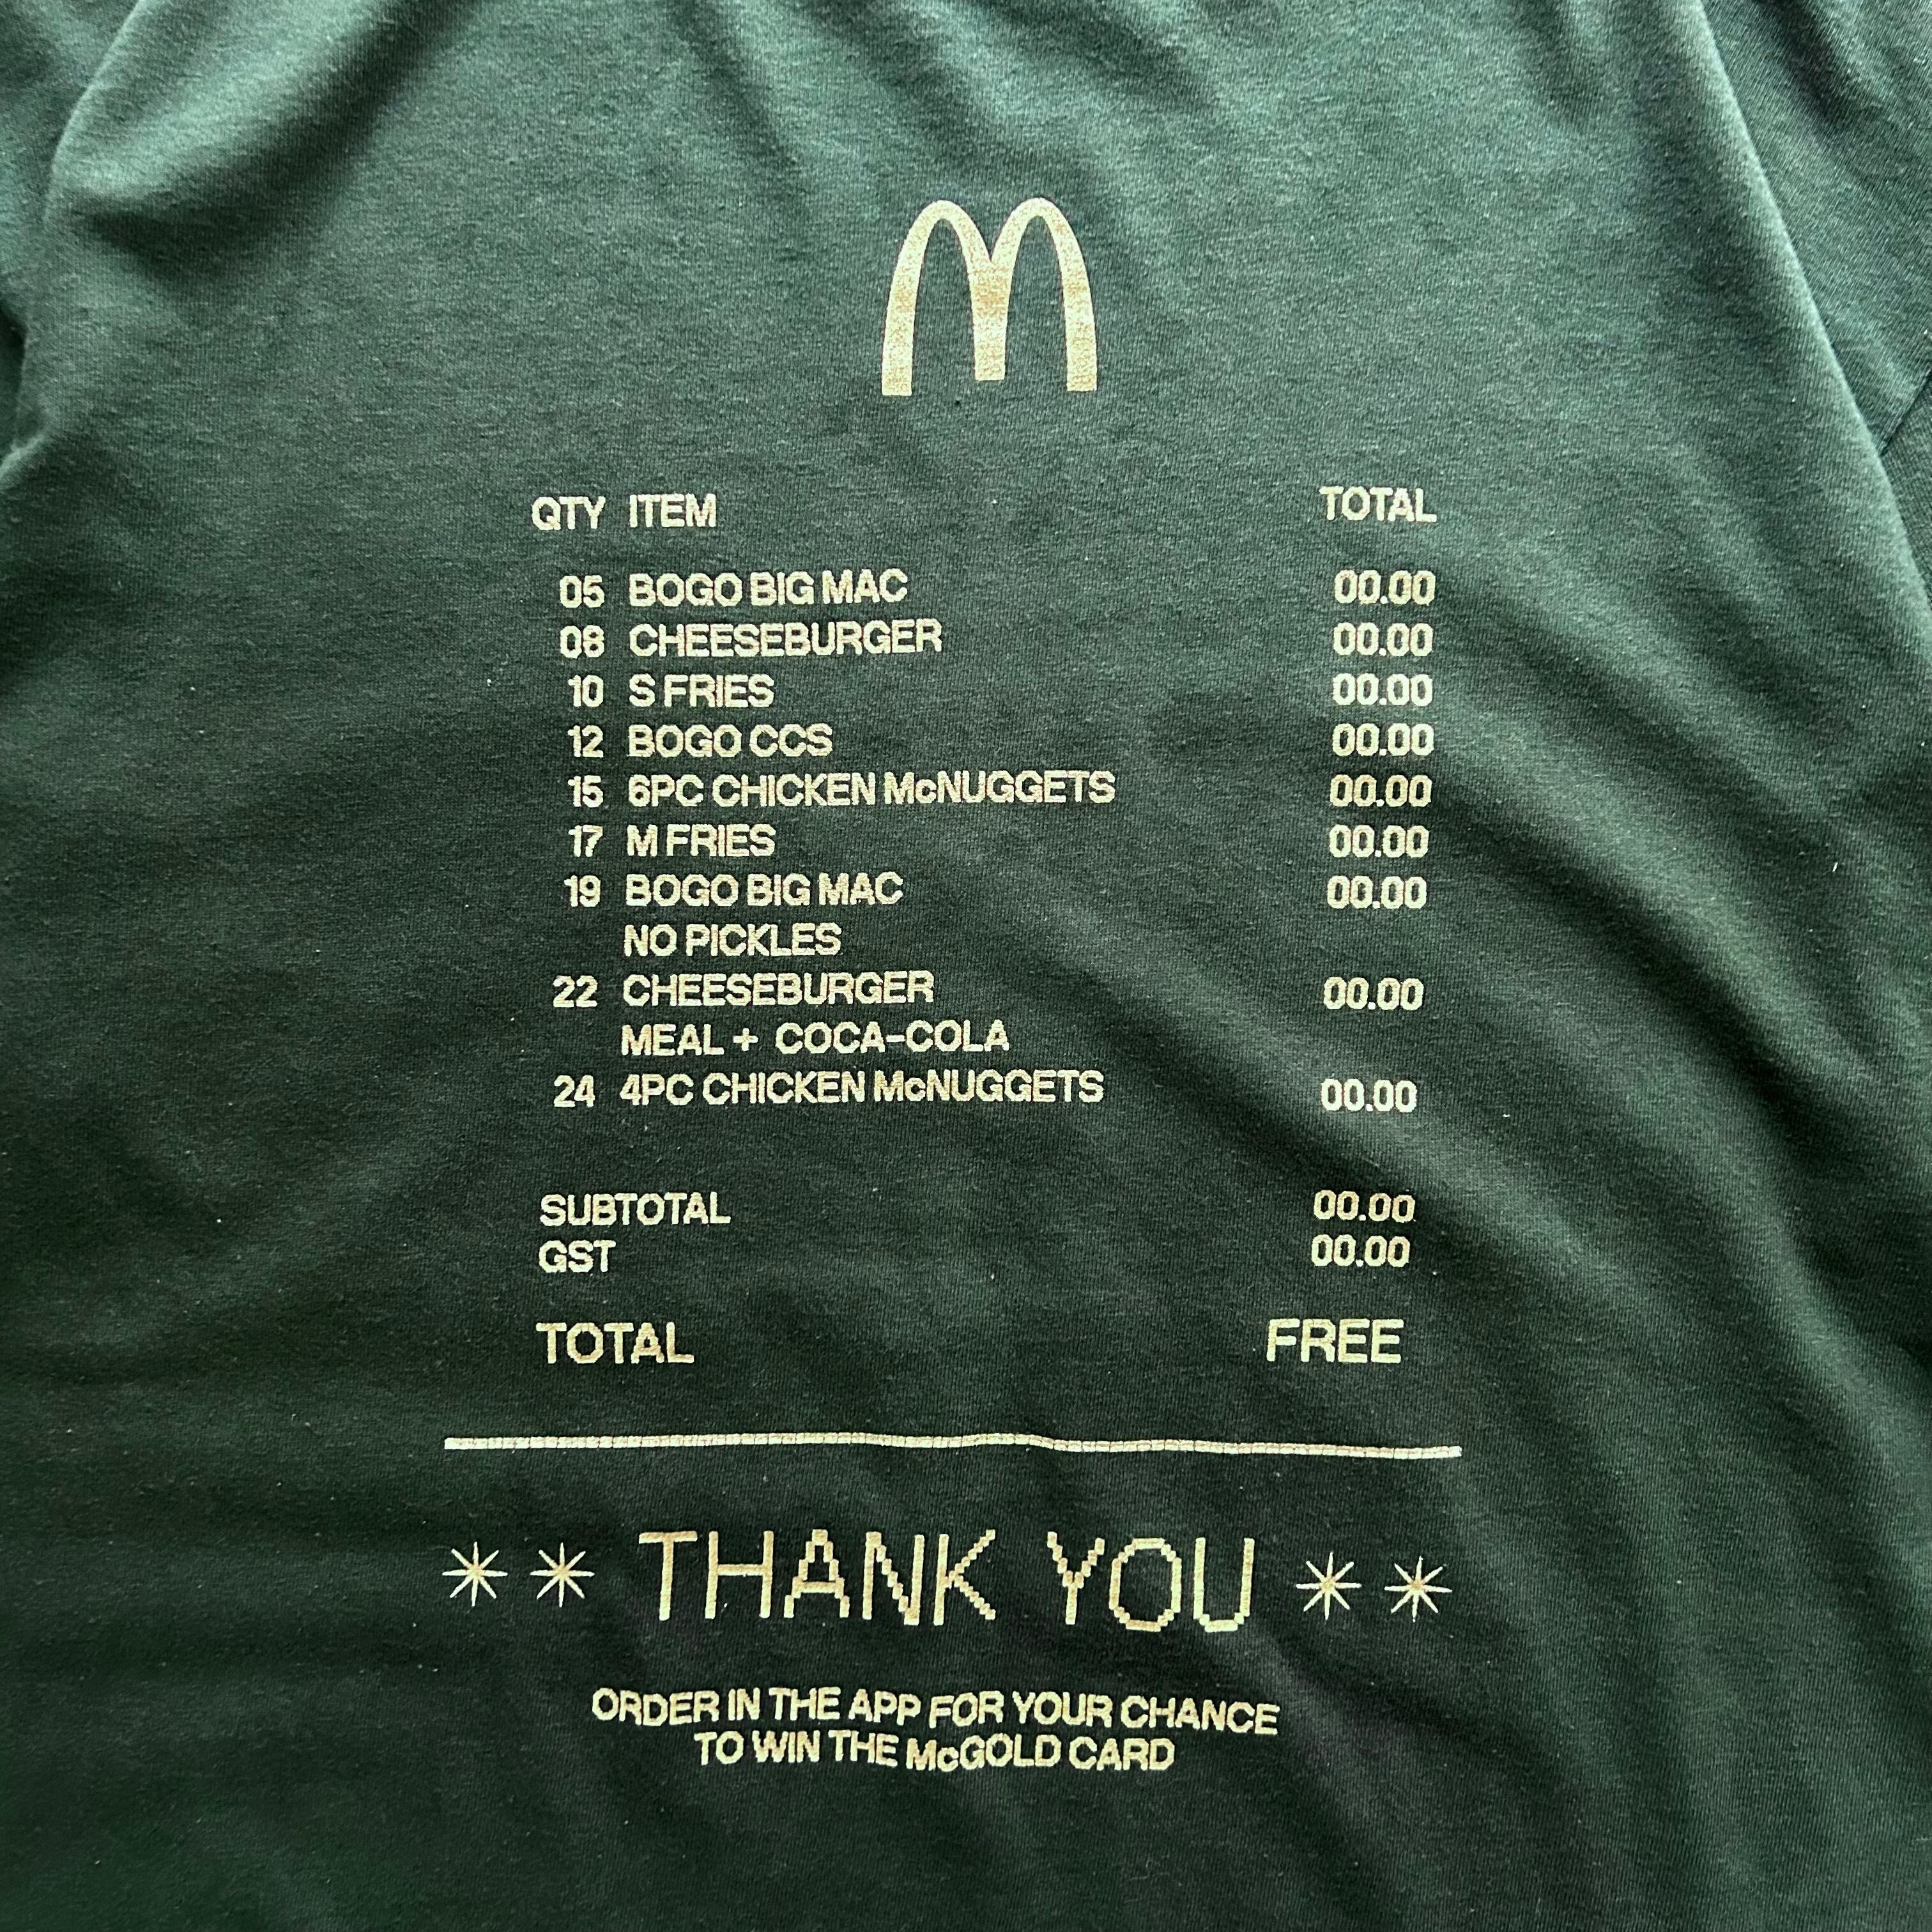 QTY ITEM TOTAL
05 BOGO BIG MAC 00.00
08 CHEESEBURGER 00.00
10 S FRIES 00.00
12 BOGO CCS 00.00
15 6PC CHICKEN McNUGGETS 00.00
17 M FRIES 00.00
19 BOGO BIG MAC 00.00
NO PICKLES
22 CHEESEBURGER 00.00
MEAL + COCA-COLA
24 4PC CHICKEN McNUGGETS 00.00
SUBTOTAL 00.00
GST 00.00
TOTAL FREE
** THANK YOU **
ORDER IN THE APP FOR YOUR CHANCE
TO WIN THE McGOLD CARD